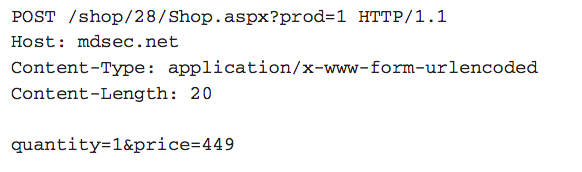 POST /shop/28/Shop.aspx?prod=1 HTTP/1.1
Host: mdsec.net
Content-Type: application/x-www-form-urlencoded
Content-Length: 20

quantity=1&price=449